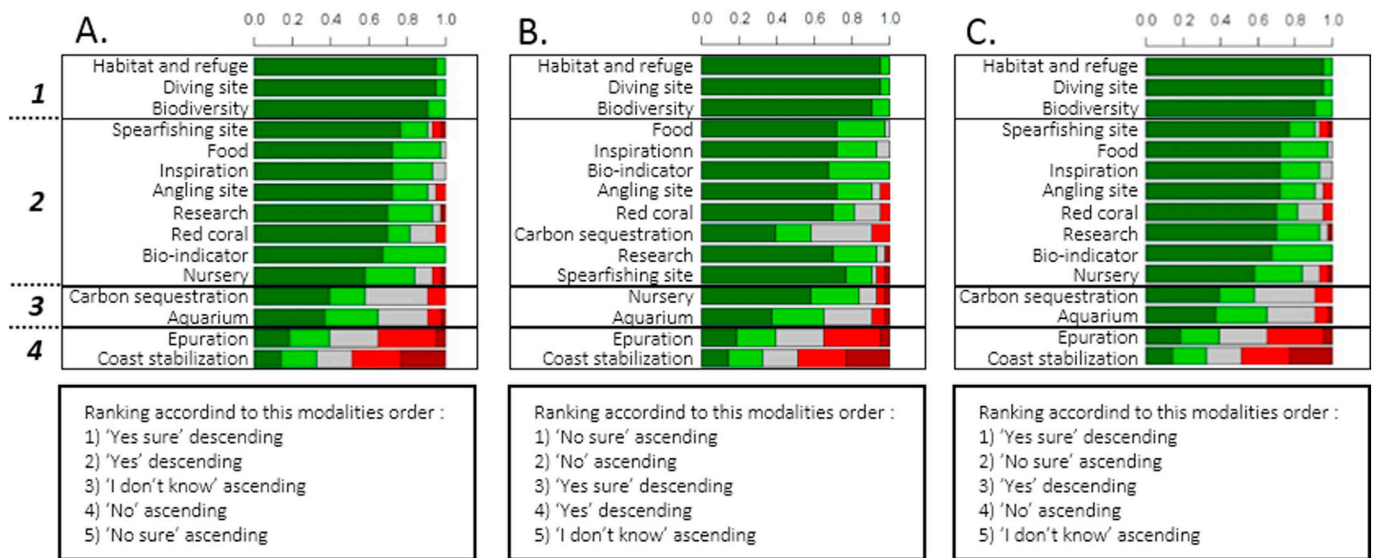 A.
0.0 0.2 0.4 0.6 0.8 1.0
1
Habitat and refuge
Diving site
Biodiversity
2
Spearfishing site
Food
Inspiration
Angling site
Research
Red coral
Bio-indicator
Nursery
3
Carbon sequestration
Aquarium
4
Epuration
Coast stabilization
Ranking accordind to this modalities order :
1) 'Yes sure' descending
2) 'Yes' descending
3) 'I don't know' ascending
4) 'No' ascending
5) 'No sure' ascending
B.
0.0 0.2 0.4 0.6 0.8 1.0
Habitat and refuge
Diving site
Biodiversity
Food
Inspirationn
Bio-indicator
Angling site
Red coral
Carbon sequestration
Research
Spearfishing site
Nursery
Aquarium
Epuration
Coast stabilization
Ranking accordind to this modalities order :
1) 'No sure' ascending
2) 'No' ascending
3) 'Yes sure' descending
4) 'Yes' descending
5) 'I don't know' ascending
C.
0.0 0.2 0.4 0.6 0.8 1.0
Habitat and refuge
Diving site
Biodiversity
Spearfishing site
Food
Inspiration
Angling site
Red coral
Research
Bio-indicator
Nursery
Carbon sequestration
Aquarium
Epuration
Coast stabilization
Ranking accordind to this modalities order :
1) 'Yes sure' descending
2) 'No sure' ascending
3) 'Yes' descending
4) 'No' ascending
5) 'I don't know' ascending